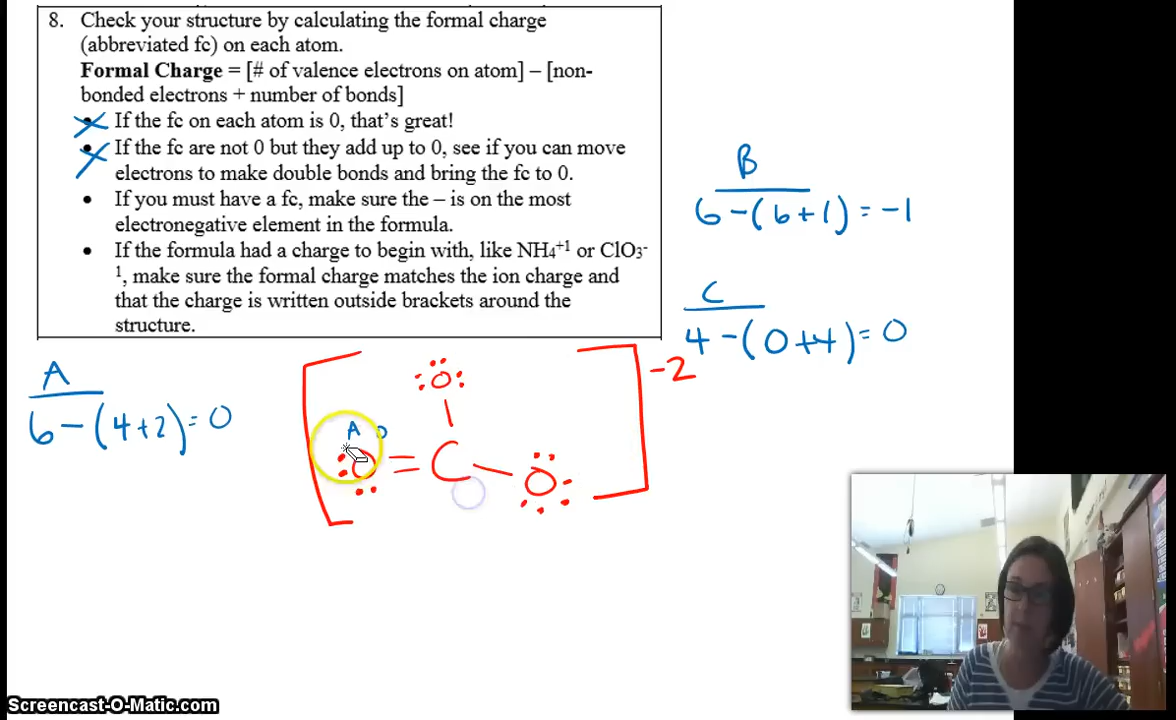 8. Check your structure by calculating the formal charge
(abbreviated fc) on each atom.
Formal Charge = [# of valence electrons on atom] – [non-
bonded electrons + number of bonds]
• If the fc on each atom is 0, that's great!
• If the fc are not 0 but they add up to 0, see if you can move
electrons to make double bonds and bring the fc to 0.
• If you must have a fc, make sure the – is on the most
electronegative element in the formula.
• If the formula had a charge to begin with, like NH₄⁺¹ or ClO₃⁻
¹, make sure the formal charge matches the ion charge and
that the charge is written outside brackets around the
structure.
B
6-(6+1)=-1
C
4-(0+4)=0
A
6-(4+2)=0
-2
O
A
O=C-O
Screencast-O-Matic.com